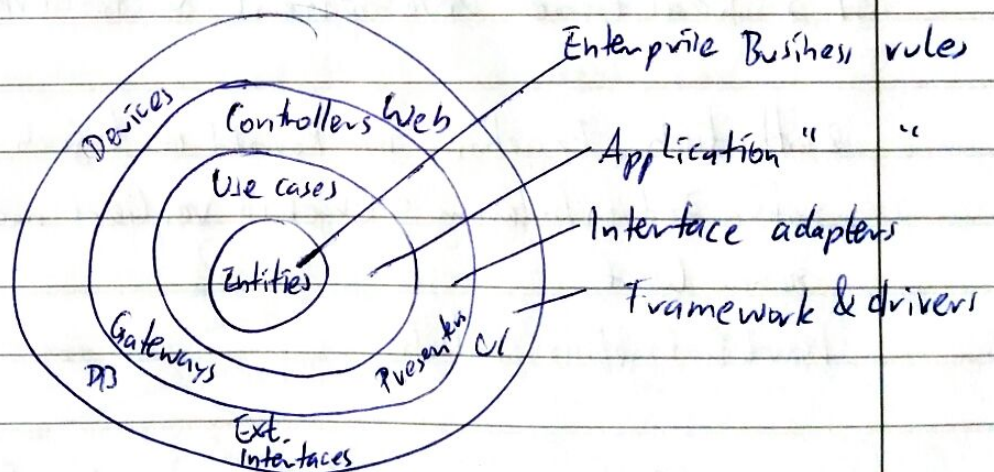 Enterprise Business rules
Devices
Controllers Web
Application " "
Use cases
Interface adapters
Entities
Framework & drivers
Gateways
Presenters UI
DB
Ext.
Interfaces